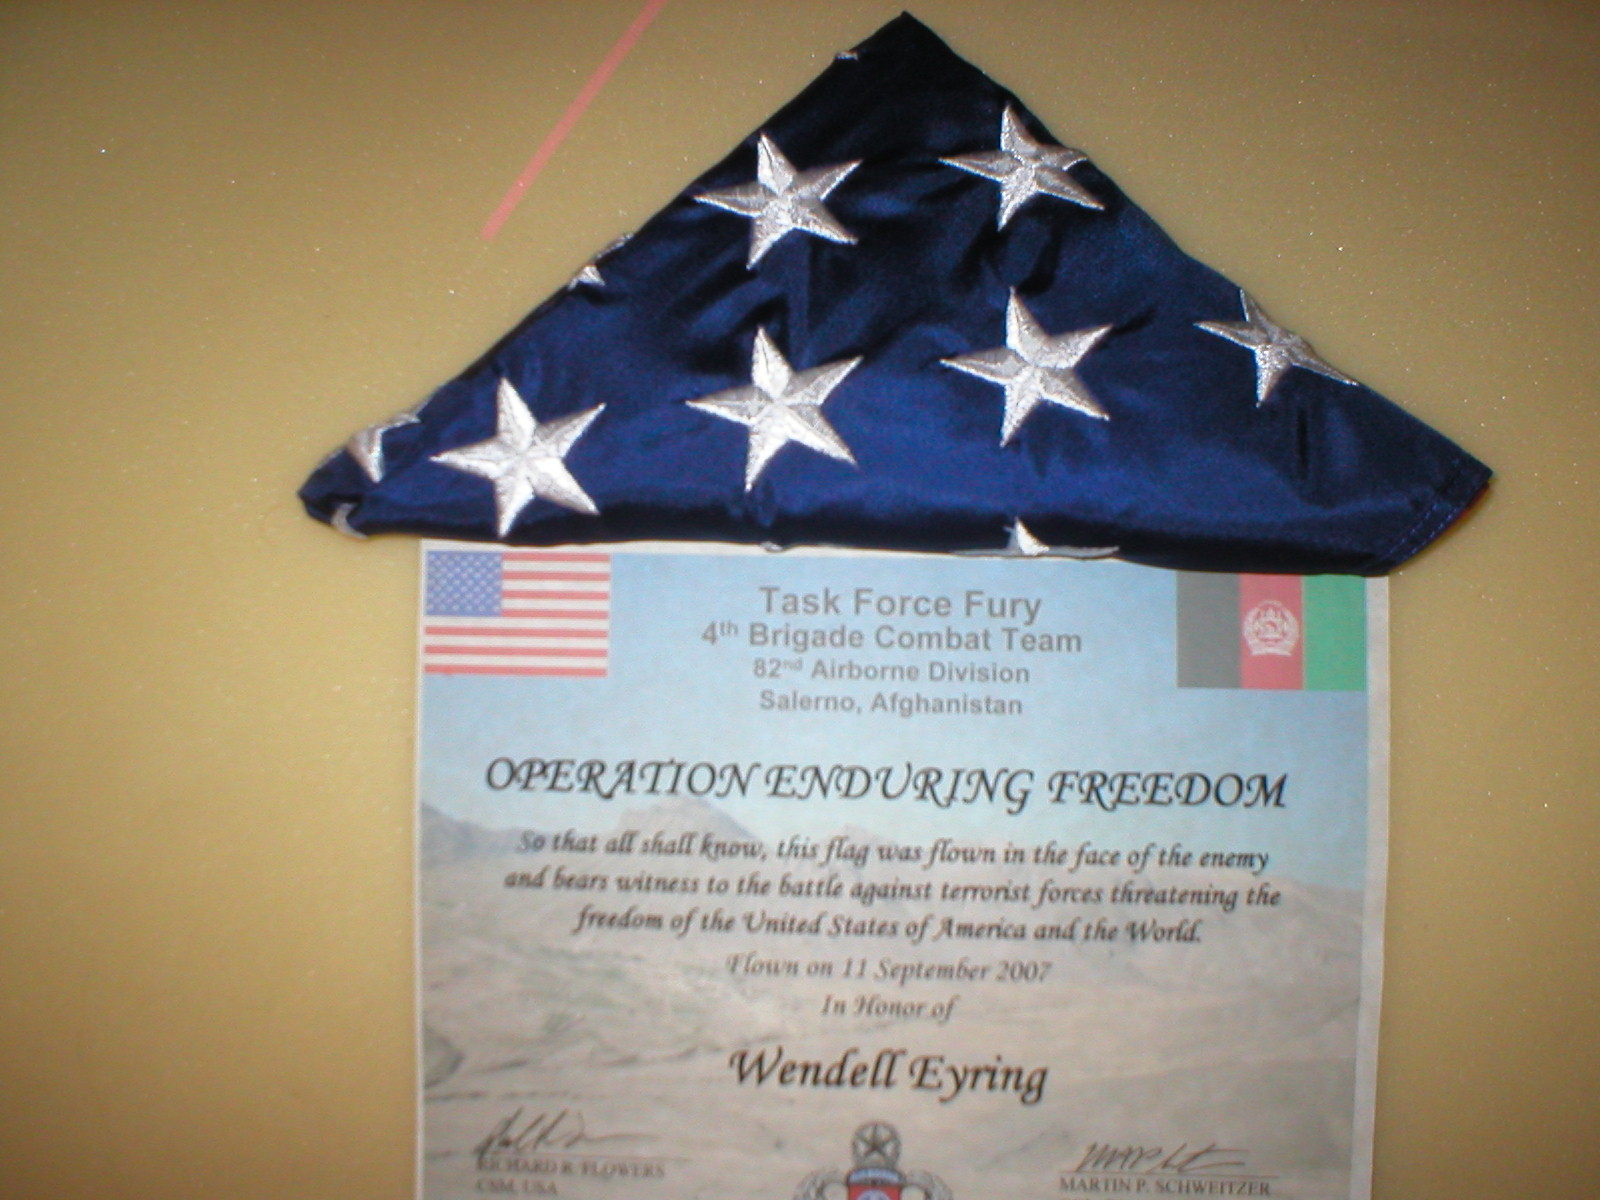 Task Force Fury
4th Brigade Combat Team
82nd Airborne Division
Salerno, Afghanistan
OPERATION ENDURING FREEDOM
So that all shall know, this flag was flown in the face of the enemy
and bears witness to the battle against terrorist forces threatening the
freedom of the United States of America and the World.
Flown on 11 September 2007
In Honor of
Wendell Eyring
RICHARD R. FLOWERS
CSM, USA
MARTIN P. SCHWEITZER